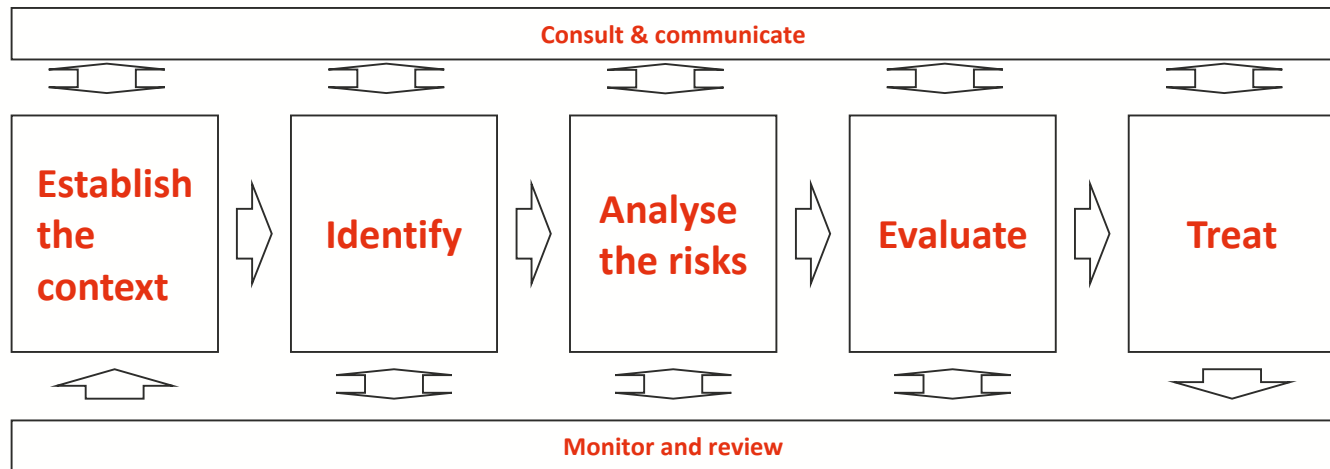 Consult & communicate
Establish
the
context
Identify
Analyse
the risks
Evaluate
Treat
Monitor and review